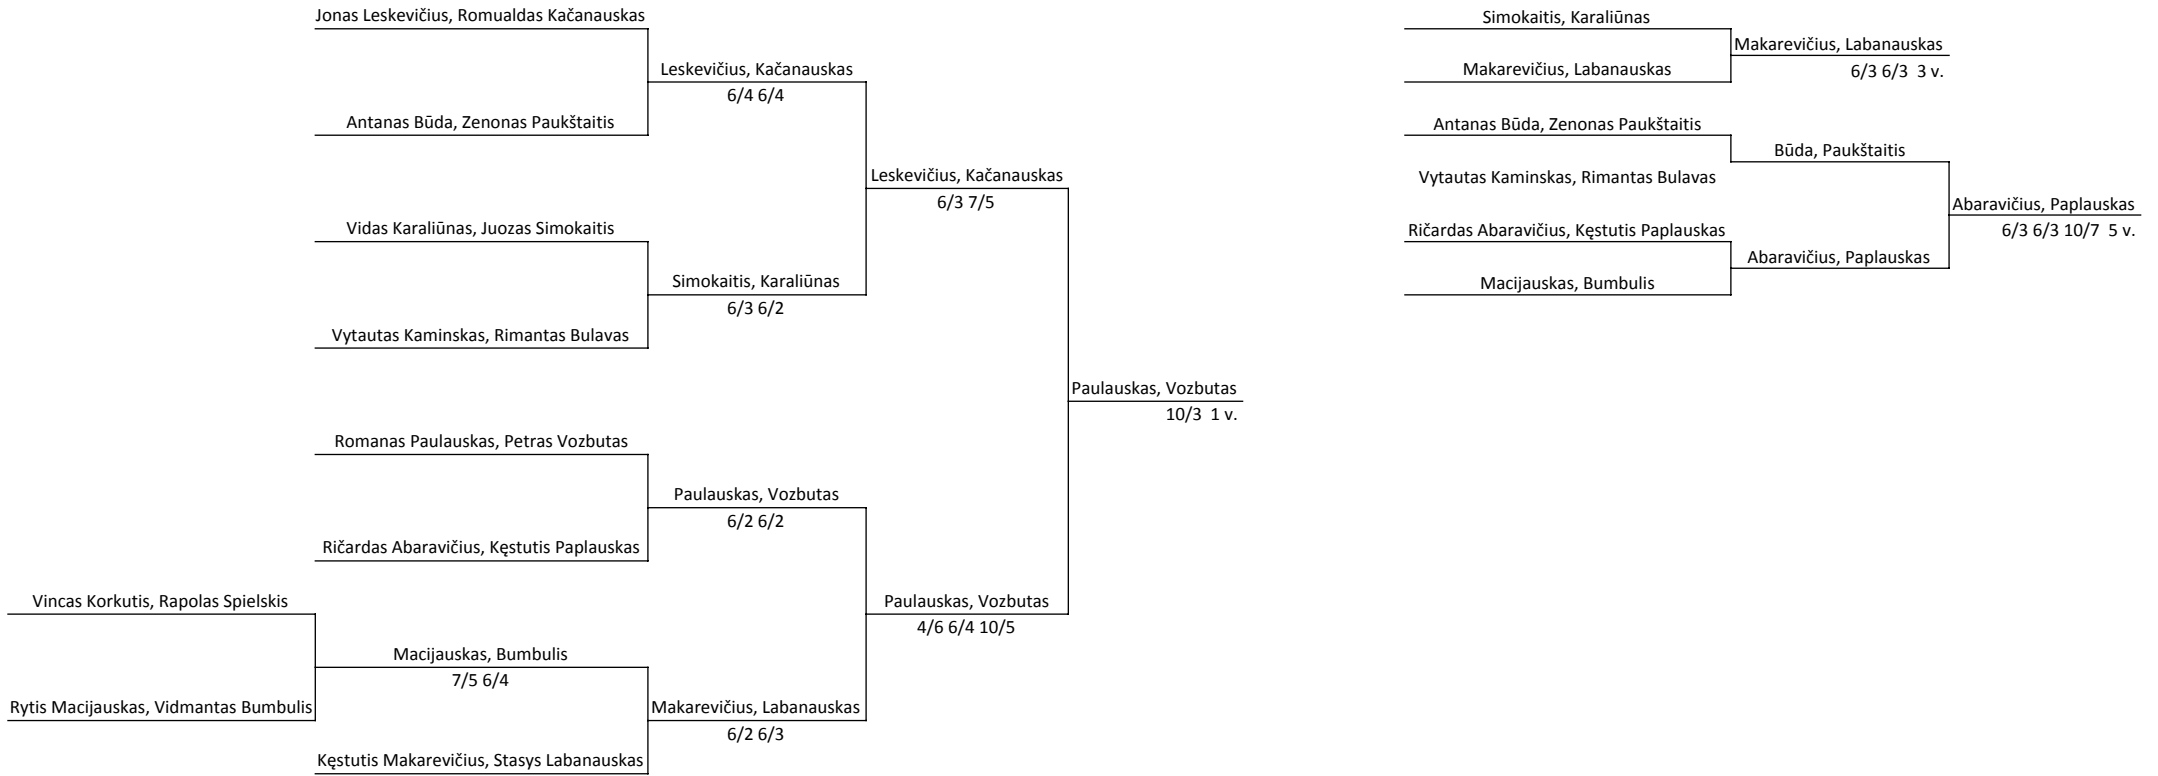 Jonas Leskevičius, Romualdas Kačanauskas
Leskevičius, Kačanauskas
6/4 6/4
Antanas Būda, Zenonas Paukštaitis
Leskevičius, Kačanauskas
6/3 7/5
Vidas Karaliūnas, Juozas Simokaitis
Simokaitis, Karaliūnas
6/3 6/2
Vytautas Kaminskas, Rimantas Bulavas
Paulauskas, Vozbutas
10/3 1 v.
Romanas Paulauskas, Petras Vozbutas
Paulauskas, Vozbutas
6/2 6/2
Ričardas Abaravičius, Kęstutis Paplauskas
Vincas Korkutis, Rapolas Spielskis
Paulauskas, Vozbutas
4/6 6/4 10/5
Macijauskas, Bumbulis
7/5 6/4
Rytis Macijauskas, Vidmantas Bumbulis
Makarevičius, Labanauskas
6/2 6/3
Kęstutis Makarevičius, Stasys Labanauskas
Simokaitis, Karaliūnas
Makarevičius, Labanauskas
6/3 6/3 3 v.
Makarevičius, Labanauskas
Antanas Būda, Zenonas Paukštaitis
Būda, Paukštaitis
Vytautas Kaminskas, Rimantas Bulavas
Abaravičius, Paplauskas
6/3 6/3 10/7 5 v.
Ričardas Abaravičius, Kęstutis Paplauskas
Abaravičius, Paplauskas
Macijauskas, Bumbulis